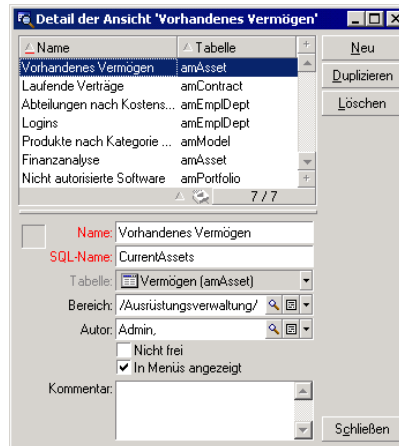 Detail der Ansicht 'Vorhandenes Vermögen'
Name Tabelle
Vorhandenes Vermögen amAsset
Laufende Verträge amContract
Abteilungen nach Kostens... amEmplDept
Logins amEmplDept
Produkte nach Kategorie ... amModel
Finanzanalyse amAsset
Nicht autorisierte Software amPortfolio
7 / 7
Neu
Duplizieren
Löschen
Name: Vorhandenes Vermögen
SQL-Name: CurrentAssets
Tabelle: Vermögen (amAsset)
Bereich: /Ausrüstungsverwaltung/
Autor: Admin,
Nicht frei
In Menüs angezeigt
Kommentar:
Schließen